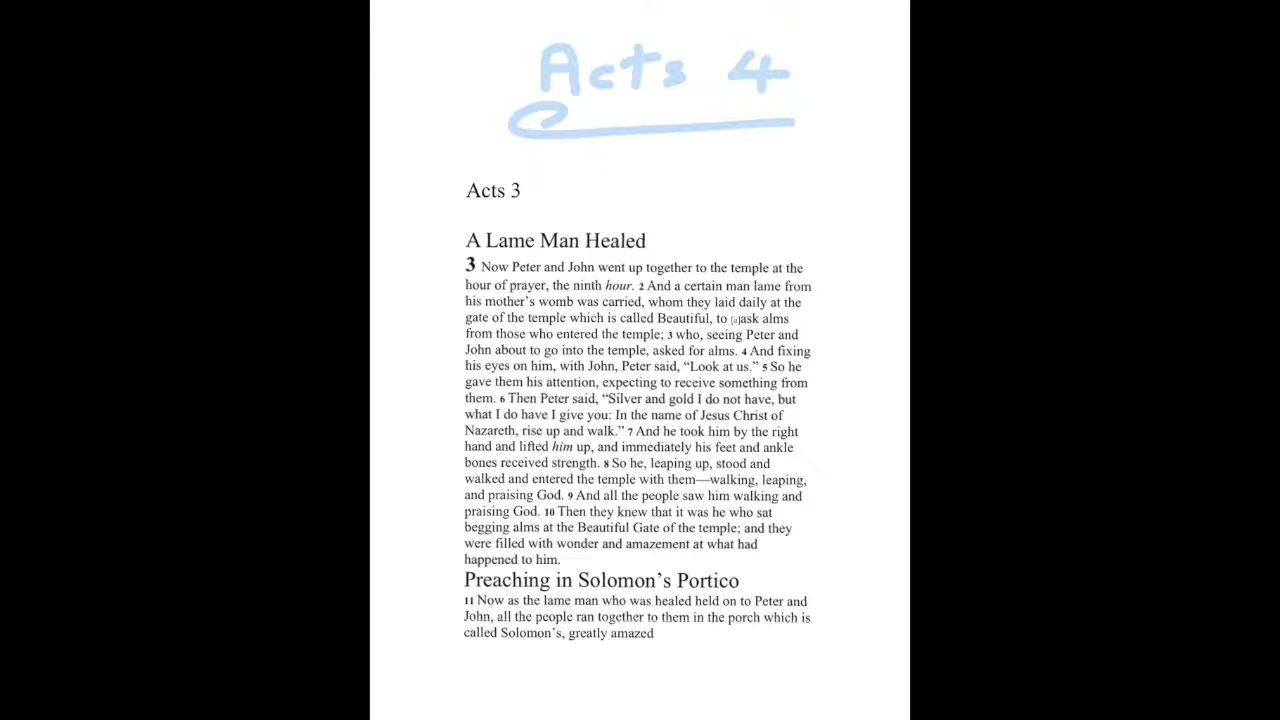 Acts 4
Acts 3
A Lame Man Healed
3 Now Peter and John went up together to the temple at the
hour of prayer, the ninth hour. 2 And a certain man lame from
his mother’s womb was carried, whom they laid daily at the
gate of the temple which is called Beautiful, to [a]ask alms
from those who entered the temple; 3 who, seeing Peter and
John about to go into the temple, asked for alms. 4 And fixing
his eyes on him, with John, Peter said, “Look at us.” 5 So he
gave them his attention, expecting to receive something from
them. 6 Then Peter said, “Silver and gold I do not have, but
what I do have I give you: In the name of Jesus Christ of
Nazareth, rise up and walk.” 7 And he took him by the right
hand and lifted him up, and immediately his feet and ankle
bones received strength. 8 So he, leaping up, stood and
walked and entered the temple with them—walking, leaping,
and praising God. 9 And all the people saw him walking and
praising God. 10 Then they knew that it was he who sat
begging alms at the Beautiful Gate of the temple; and they
were filled with wonder and amazement at what had
happened to him.
Preaching in Solomon’s Portico
11 Now as the lame man who was healed held on to Peter and
John, all the people ran together to them in the porch which is
called Solomon’s, greatly amazed